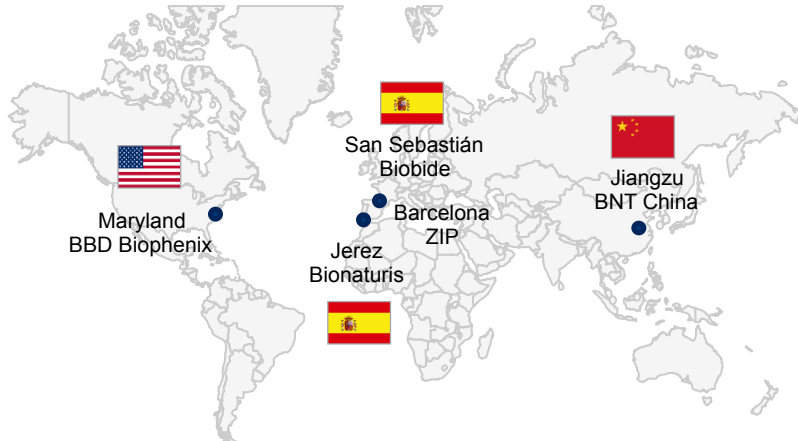 San Sebastián
Biobide
Jiangzu
BNT China
Maryland
BBD Biophenix
Barcelona
ZIP
Jerez
Bionaturis